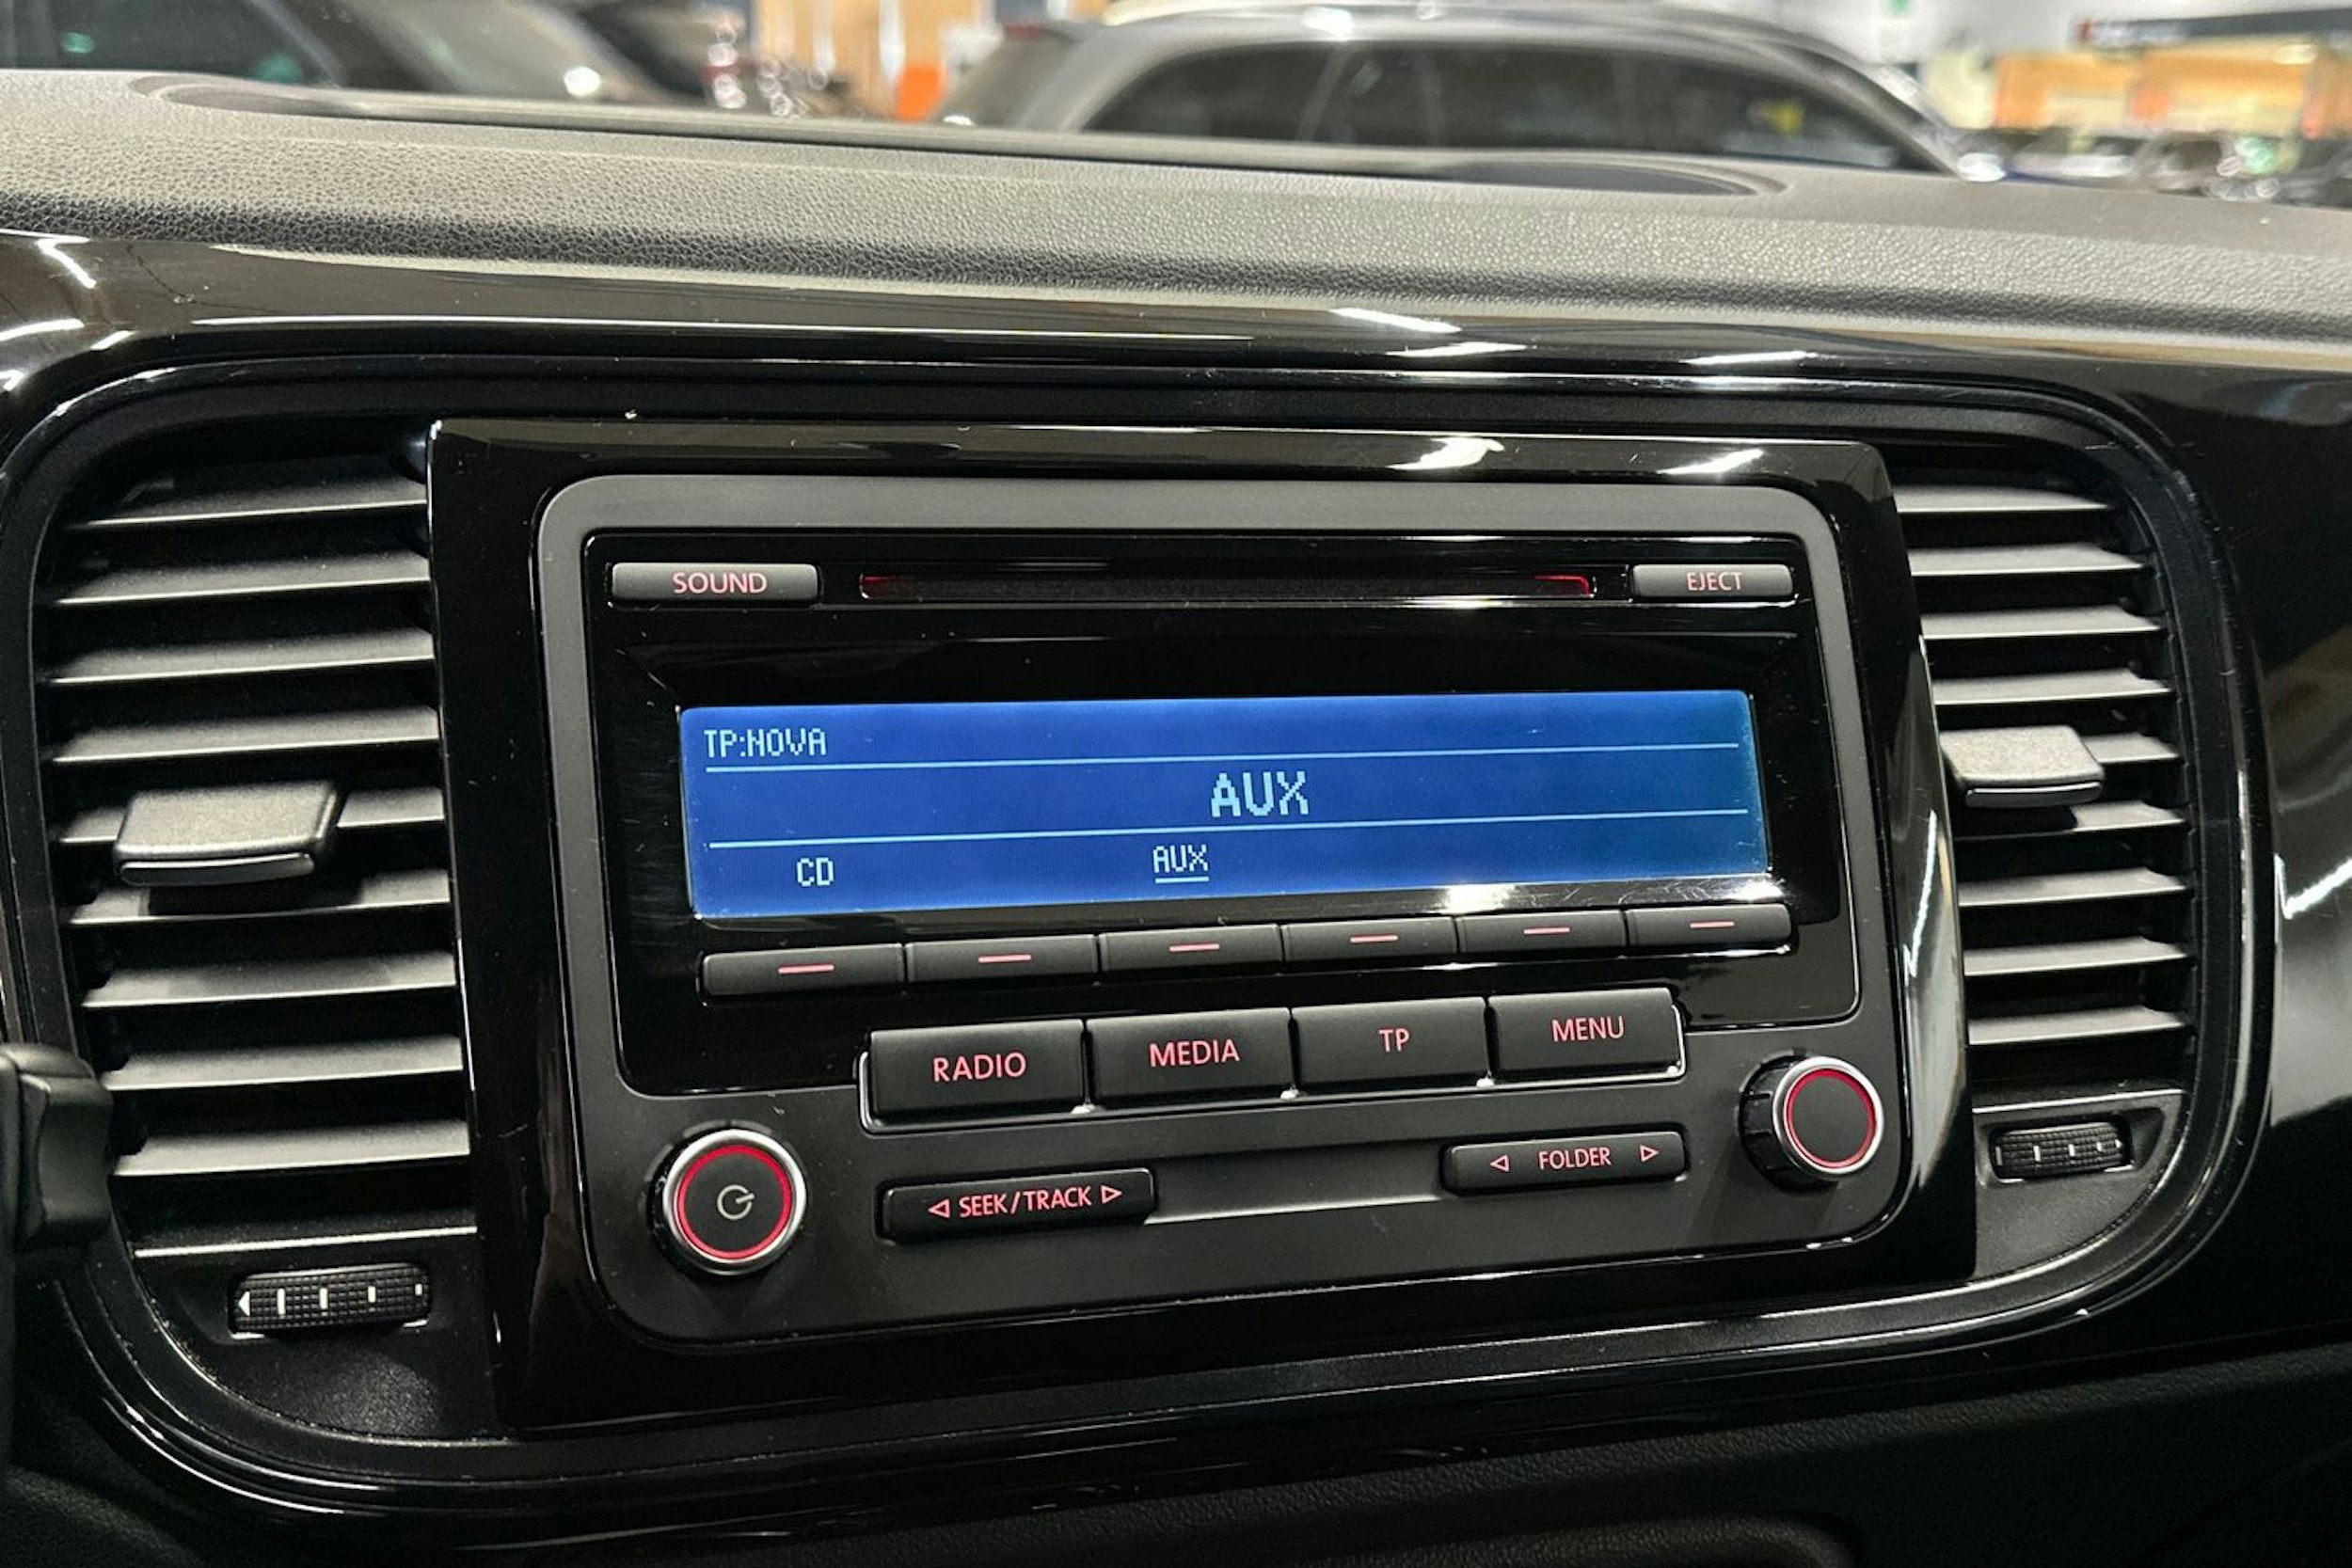 SOUND EJECT
TP:NOVA
AUX
CD AUX
RADIO MEDIA TP MENU
SEEK/TRACK FOLDER